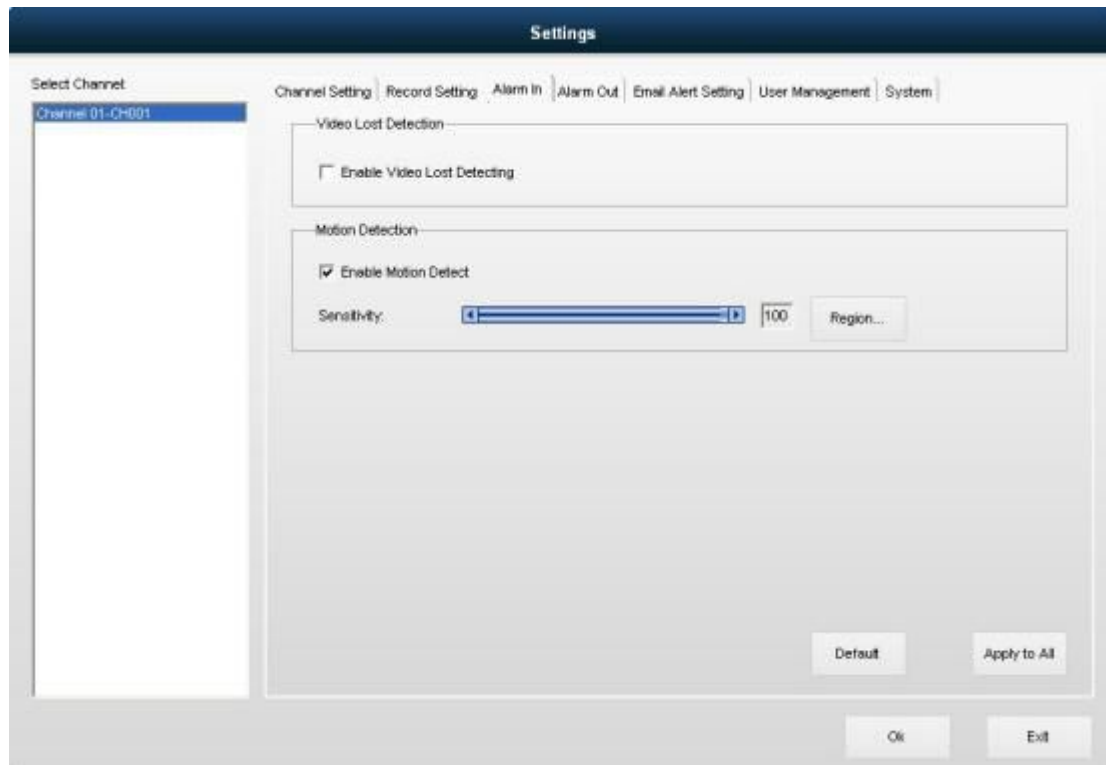 Settings
Select Channel
Channel 01-CH001
Channel Setting Record Setting Alarm In Alarm Out Email Alert Setting User Management System
Video Lost Detection
Enable Video Lost Detecting
Motion Detection
Enable Motion Detect
Sensitivity: 100 Region...
Default Apply to All
Ok Exit